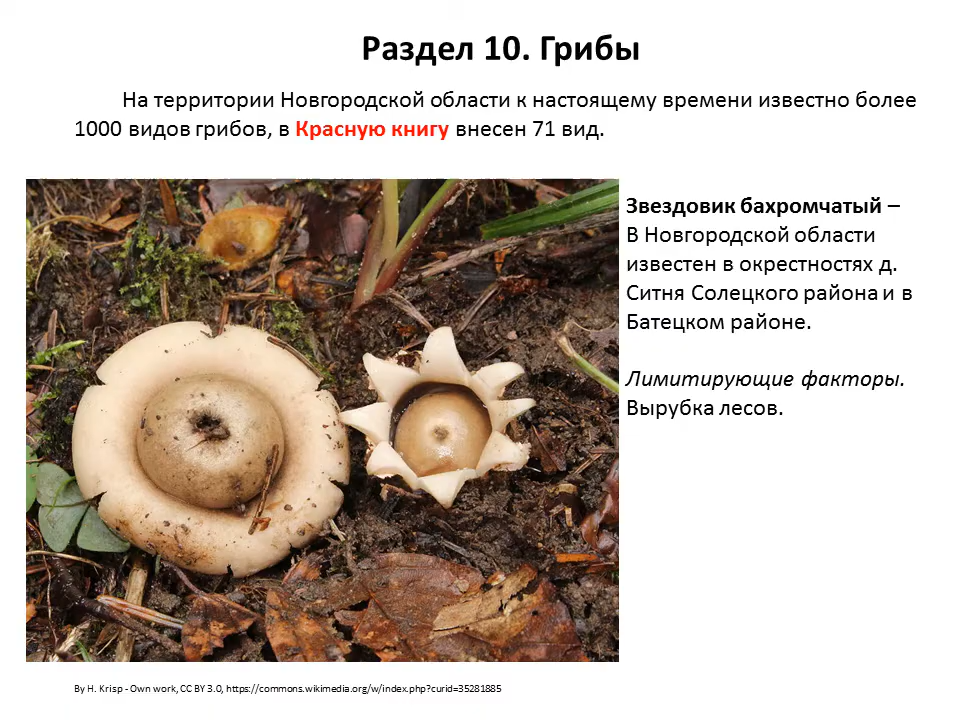 Раздел 10. Грибы
На территории Новгородской области к настоящему времени известно более
1000 видов грибов, в Красную книгу внесен 71 вид.
Звездовик бахромчатый –
В Новгородской области
известен в окрестностях д.
Ситня Солецкого района и в
Батецком районе.
Лимитирующие факторы.
Вырубка лесов.
By H. Krisp - Own work, CC BY 3.0, https://commons.wikimedia.org/w/index.php?curid=35281885